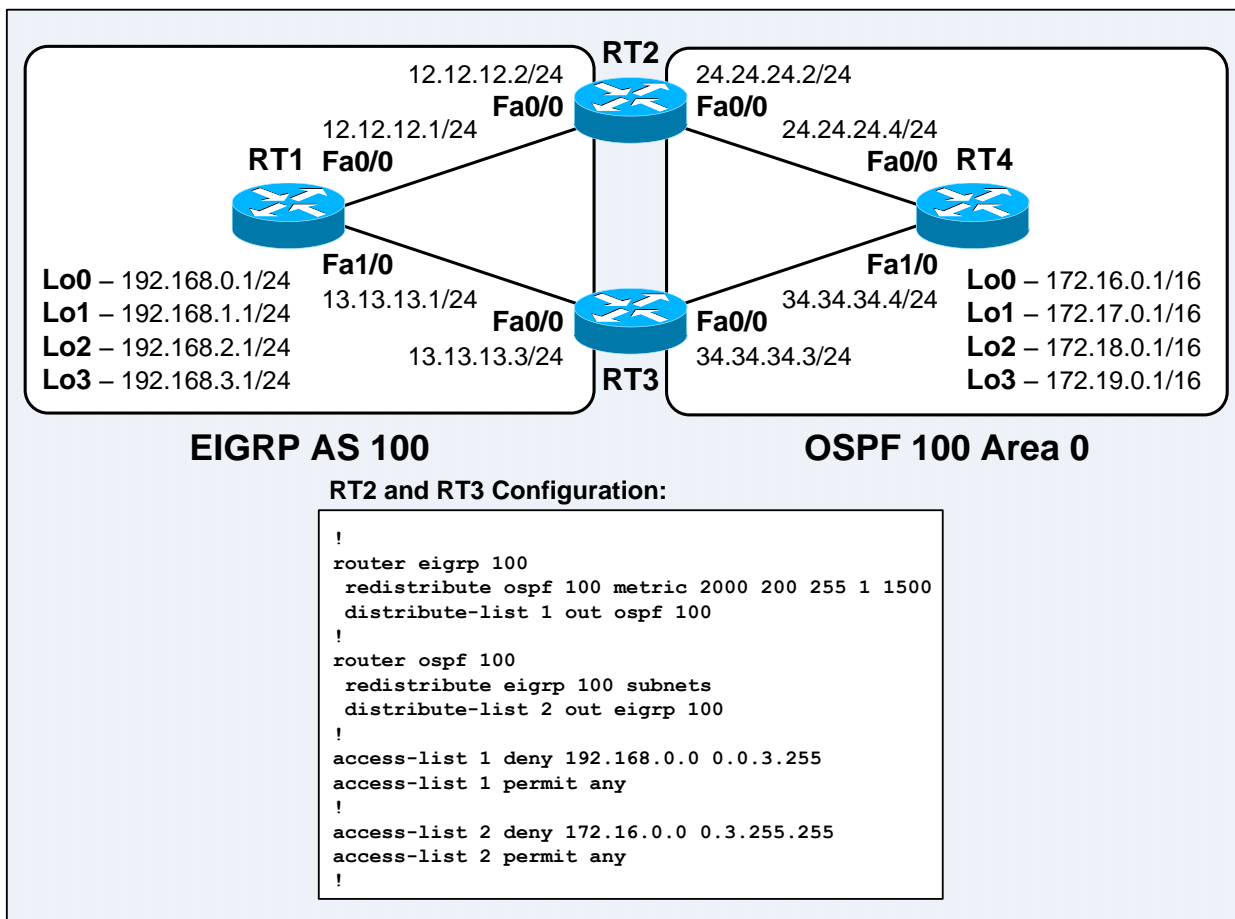 RT2
12.12.12.2/24
24.24.24.2/24
Fa0/0
Fa0/0
12.12.12.1/24
24.24.24.4/24
RT1
Fa0/0
Fa0/0
RT4
Lo0 – 192.168.0.1/24
Lo1 – 192.168.1.1/24
Lo2 – 192.168.2.1/24
Lo3 – 192.168.3.1/24
Fa1/0
13.13.13.1/24
Fa0/0
13.13.13.3/24
RT3
Fa1/0
34.34.34.4/24
Fa0/0
34.34.34.3/24
Lo0 – 172.16.0.1/16
Lo1 – 172.17.0.1/16
Lo2 – 172.18.0.1/16
Lo3 – 172.19.0.1/16
EIGRP AS 100
OSPF 100 Area 0
RT2 and RT3 Configuration:
!
router eigrp 100
 redistribute ospf 100 metric 2000 200 255 1 1500
 distribute-list 1 out ospf 100
!
router ospf 100
 redistribute eigrp 100 subnets
 distribute-list 2 out eigrp 100
!
access-list 1 deny 192.168.0.0 0.0.3.255
access-list 1 permit any
!
access-list 2 deny 172.16.0.0 0.3.255.255
access-list 2 permit any
!